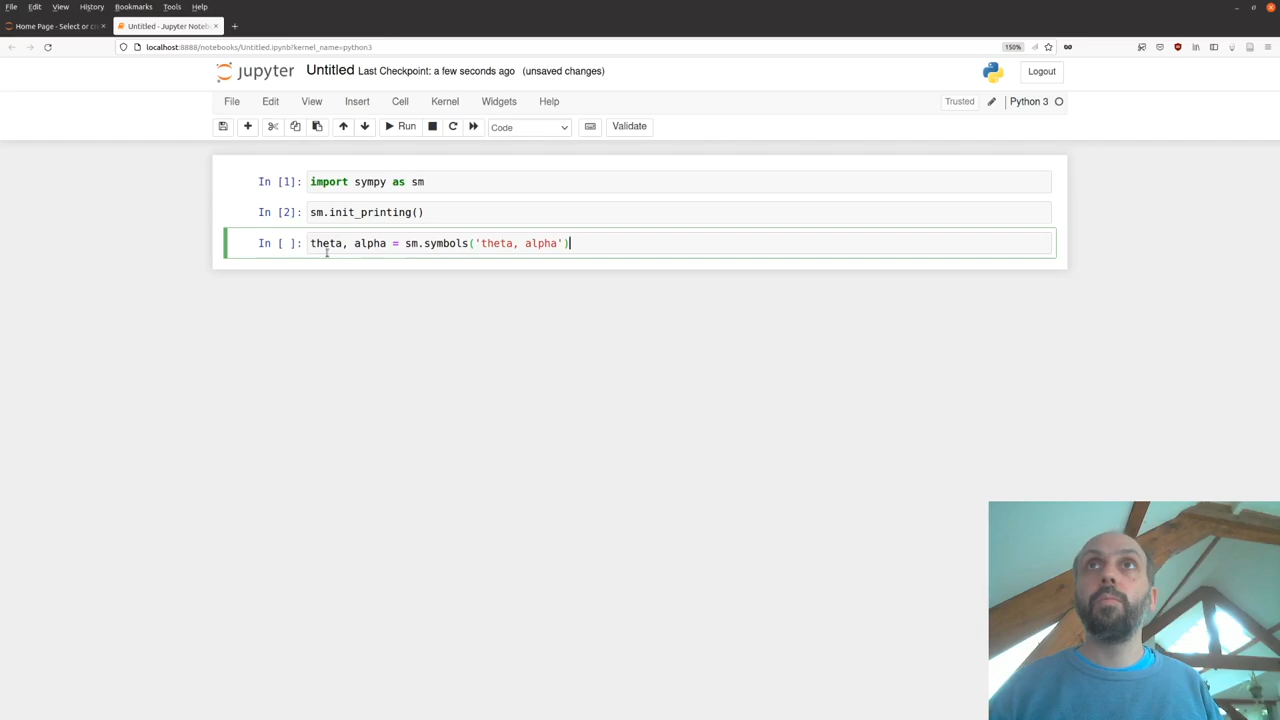 File Edit View History Bookmarks Tools Help
Home Page - Select or cr Untitled - Jupyter Noteb
localhost:8888/notebooks/Untitled.ipynb?kernel_name=python3 150%
jupyter Untitled Last Checkpoint: a few seconds ago (unsaved changes) Logout
File Edit View Insert Cell Kernel Widgets Help Trusted Python 3
Run Code Validate
In [1]: import sympy as sm
In [2]: sm.init_printing()
In [ ]: theta, alpha = sm.symbols('theta, alpha')